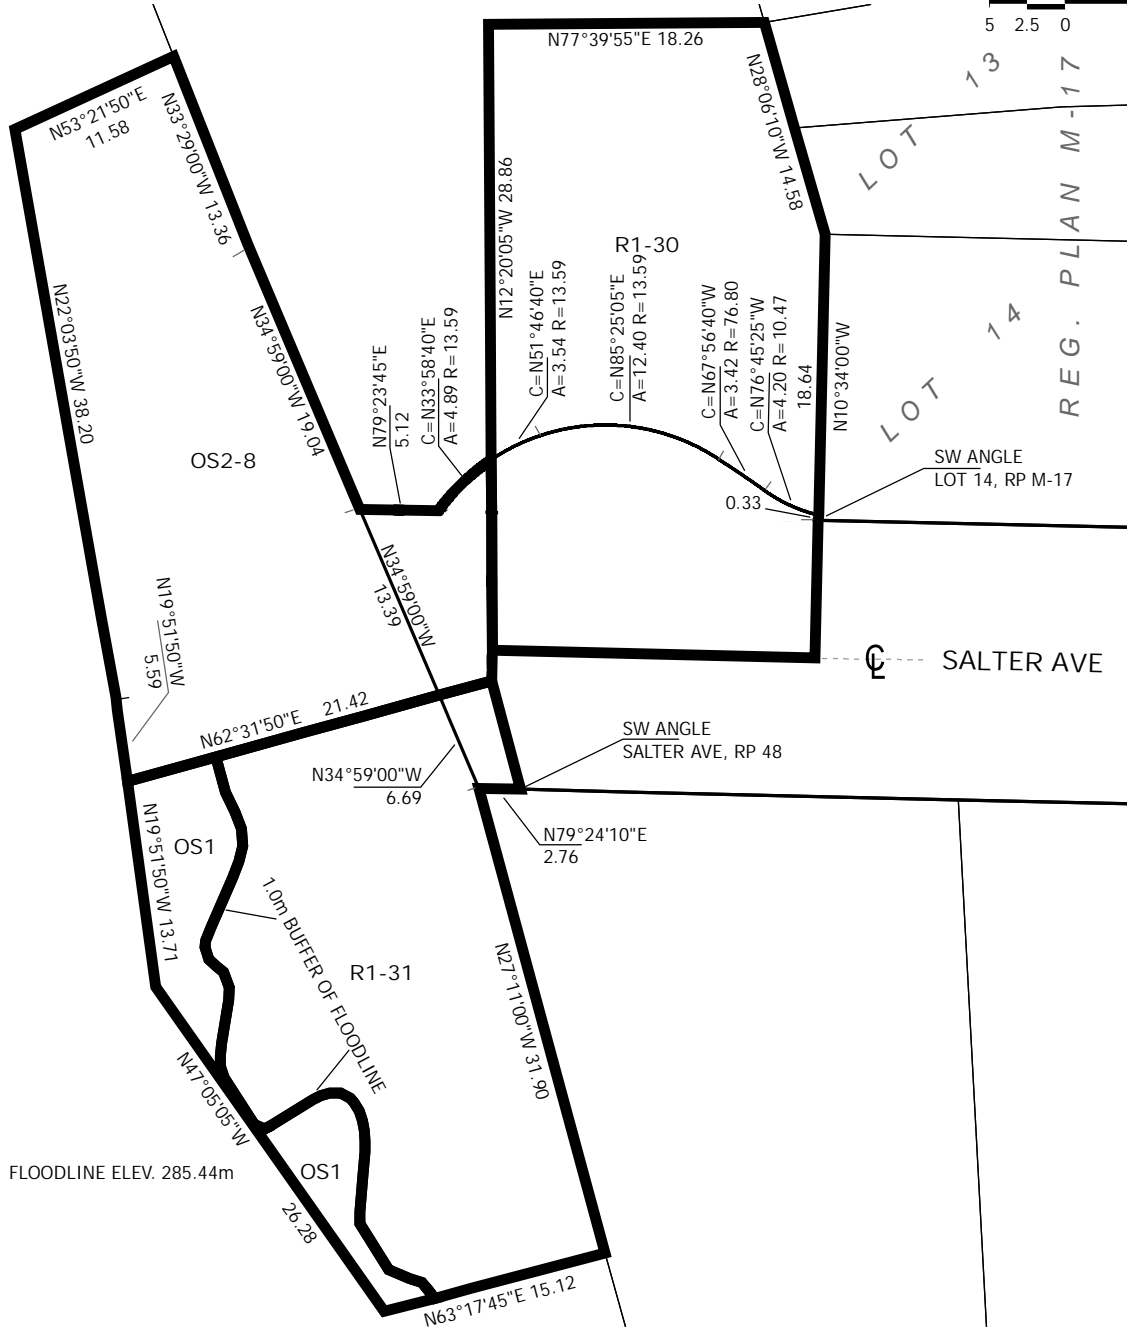 5 2.5 0
N77°39'55"E 18.26
N28°06'10"W 14.58
LOT 13
REG. PLAN M-17
N53°21'50"E
11.58
N33°29'00"W 13.36
N12°20'05"W 28.86
R1-30
N22°03'50"W 38.20
N34°59'00"W 19.04
N79°23'45"E
5.12
C=N33°58'40"E
A=4.89 R=13.59
C=N51°46'40"E
A=3.54 R=13.59
C=N85°25'05"E
A=12.40 R=13.59
C=N67°56'40"W
A=3.42 R=76.80
C=N76°45'25"W
A=4.20 R=10.47
18.64
N10°34'00"W
LOT 14
OS2-8
SW ANGLE
LOT 14, RP M-17
0.33
N34°59'00"W
13.39
N19°51'50"W
5.59
CL
SALTER AVE
N62°31'50"E 21.42
SW ANGLE
SALTER AVE, RP 48
N34°59'00"W
6.69
N79°24'10"E
2.76
N19°51'50"W 13.71
OS1
1.0m BUFFER OF FLOODLINE
R1-31
N27°11'00"W 31.90
N47°05'05"W
26.28
FLOODLINE ELEV. 285.44m
OS1
N63°17'45"E 15.12